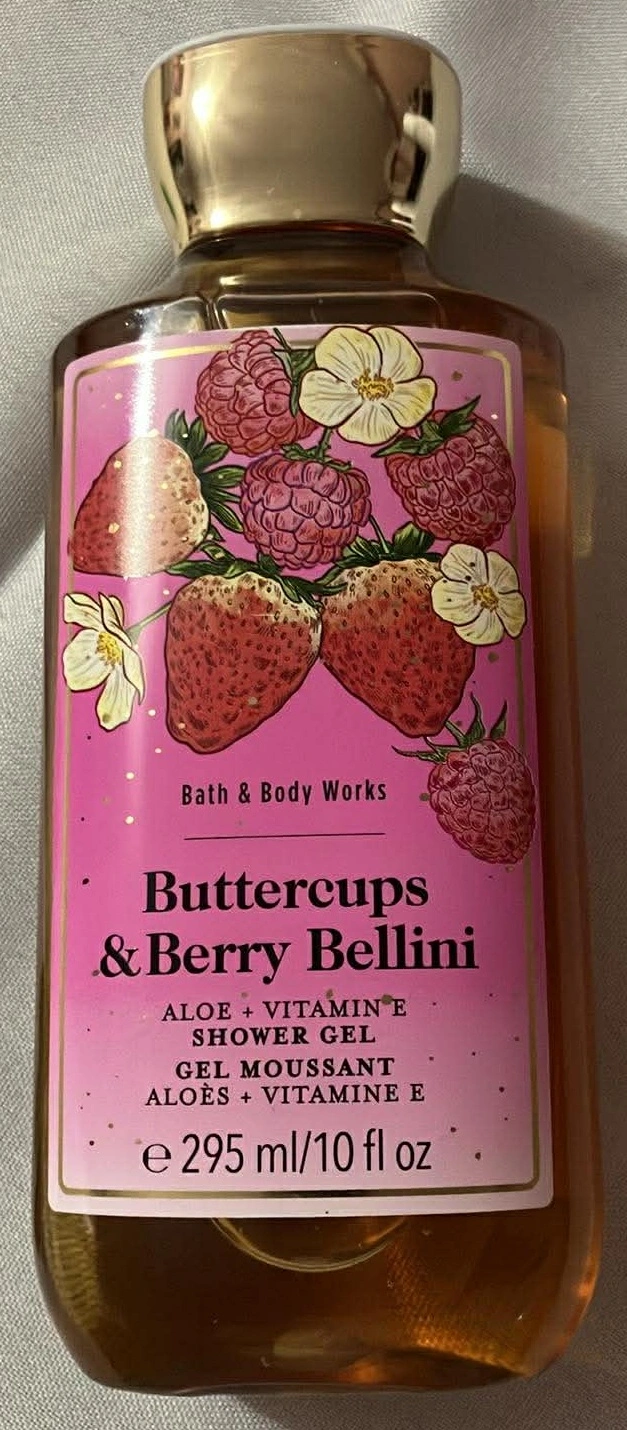 Bath & Body Works
Buttercups
& Berry Bellini
ALOE + VITAMIN E
SHOWER GEL
GEL MOUSSANT
ALOÈS + VITAMINE E
℮ 295 ml/10 fl oz